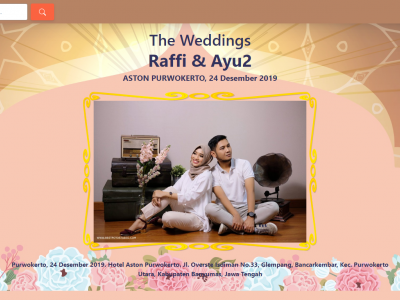 The Weddings
Raffi & Ayu2
ASTON PURWOKERTO, 24 Desember 2019
Purwokerto, 24 Desember 2019. Hotel Aston Purwokerto, Jl. Overste Isdiman No.33, Glempang, Bancarkembar, Kec. Purwokerto
Utara, Kabupaten Banyumas, Jawa Tengah